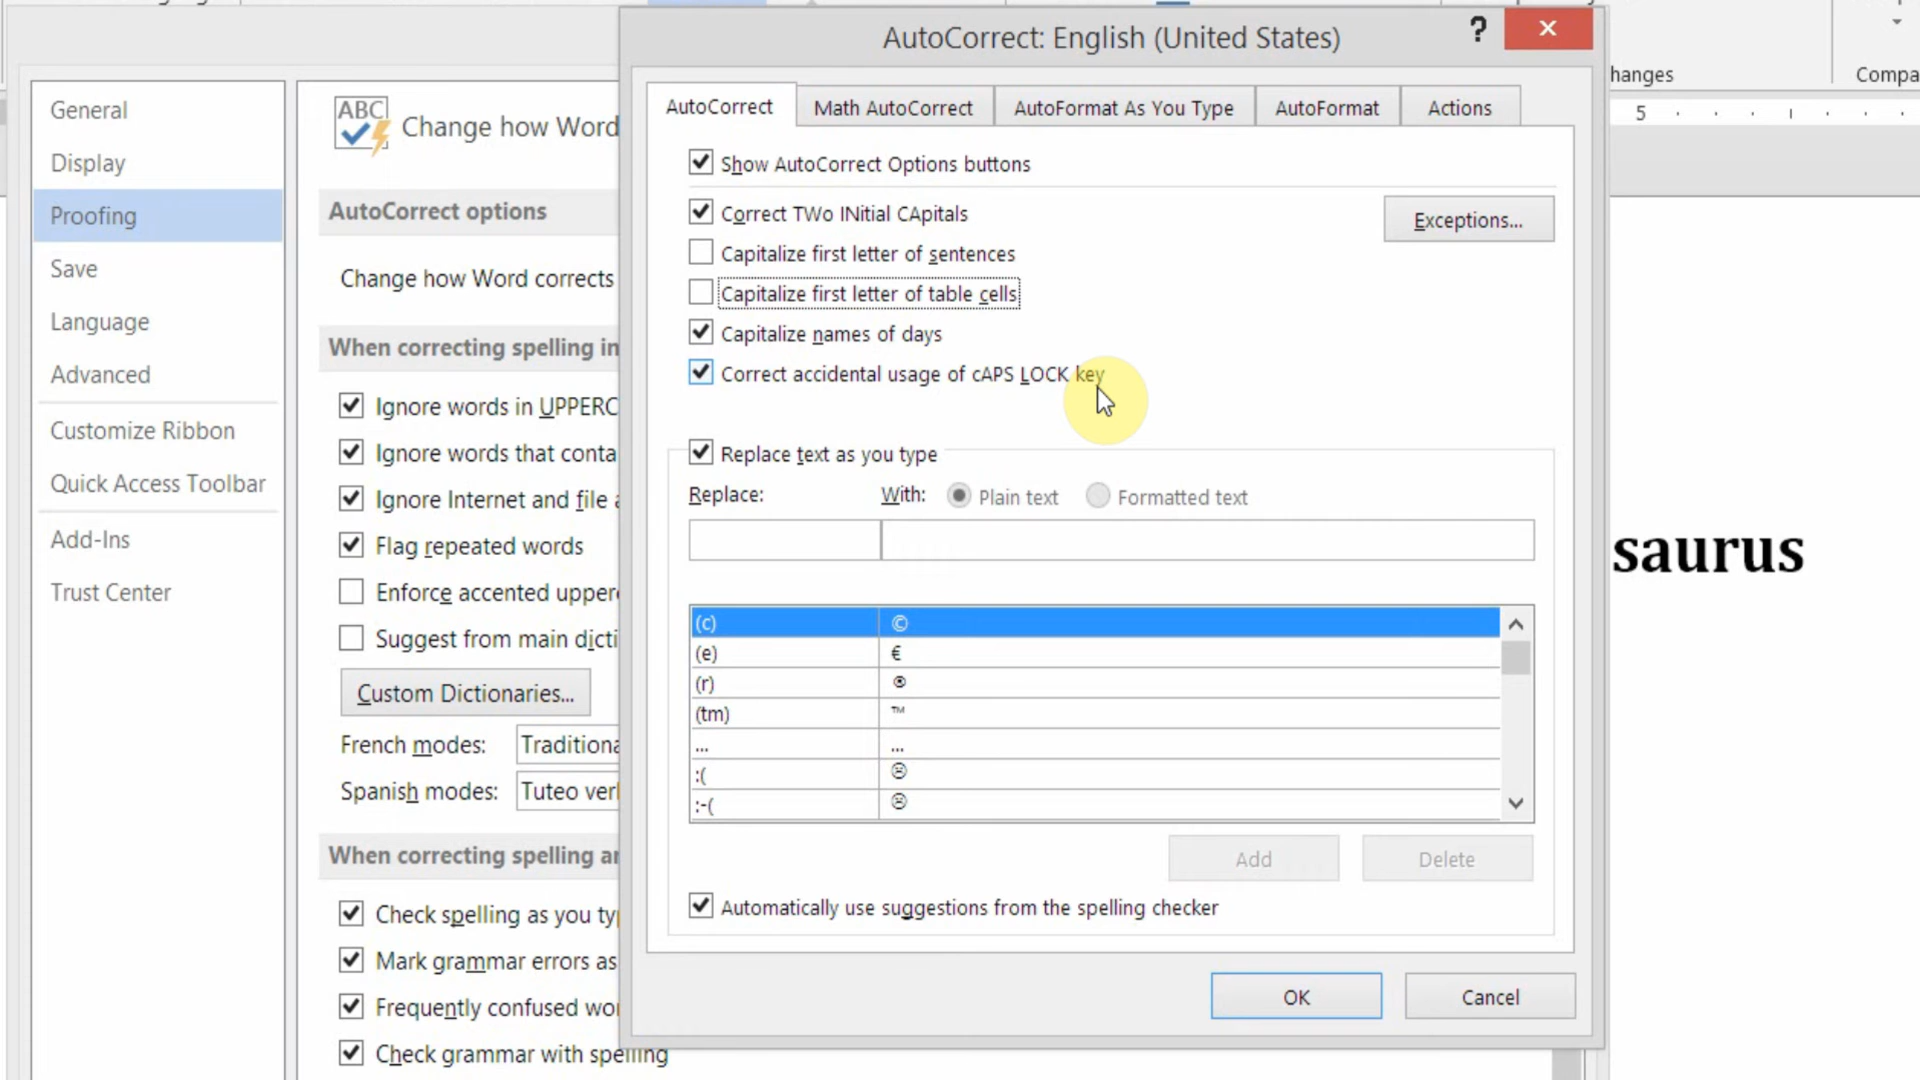 AutoCorrect: English (United States)
?
hanges
Compa
5
General
Display
Proofing
Save
Language
Advanced
Customize Ribbon
Quick Access Toolbar
Add-Ins
Trust Center
ABC
Change how Word
AutoCorrect options
Change how Word corrects
When correcting spelling in
Ignore words in UPPERC
Ignore words that conta
Ignore Internet and file a
Flag repeated words
Enforce accented upper
Suggest from main dicti
Custom Dictionaries...
French modes: Traditiona
Spanish modes: Tuteo verl
When correcting spelling an
Check spelling as you typ
Mark grammar errors as
Frequently confused wor
Check grammar with spelling
AutoCorrect
Math AutoCorrect
AutoFormat As You Type
AutoFormat
Actions
Show AutoCorrect Options buttons
Correct TWo INitial CApitals
Exceptions...
Capitalize first letter of sentences
Capitalize first letter of table cells
Capitalize names of days
Correct accidental usage of cAPS LOCK key
Replace text as you type
Replace: With: Plain text Formatted text
(c) ©
(e) €
(r) ®
(tm) ™
... ...
:( ☹
:-( ☹
Add Delete
Automatically use suggestions from the spelling checker
OK Cancel
saurus